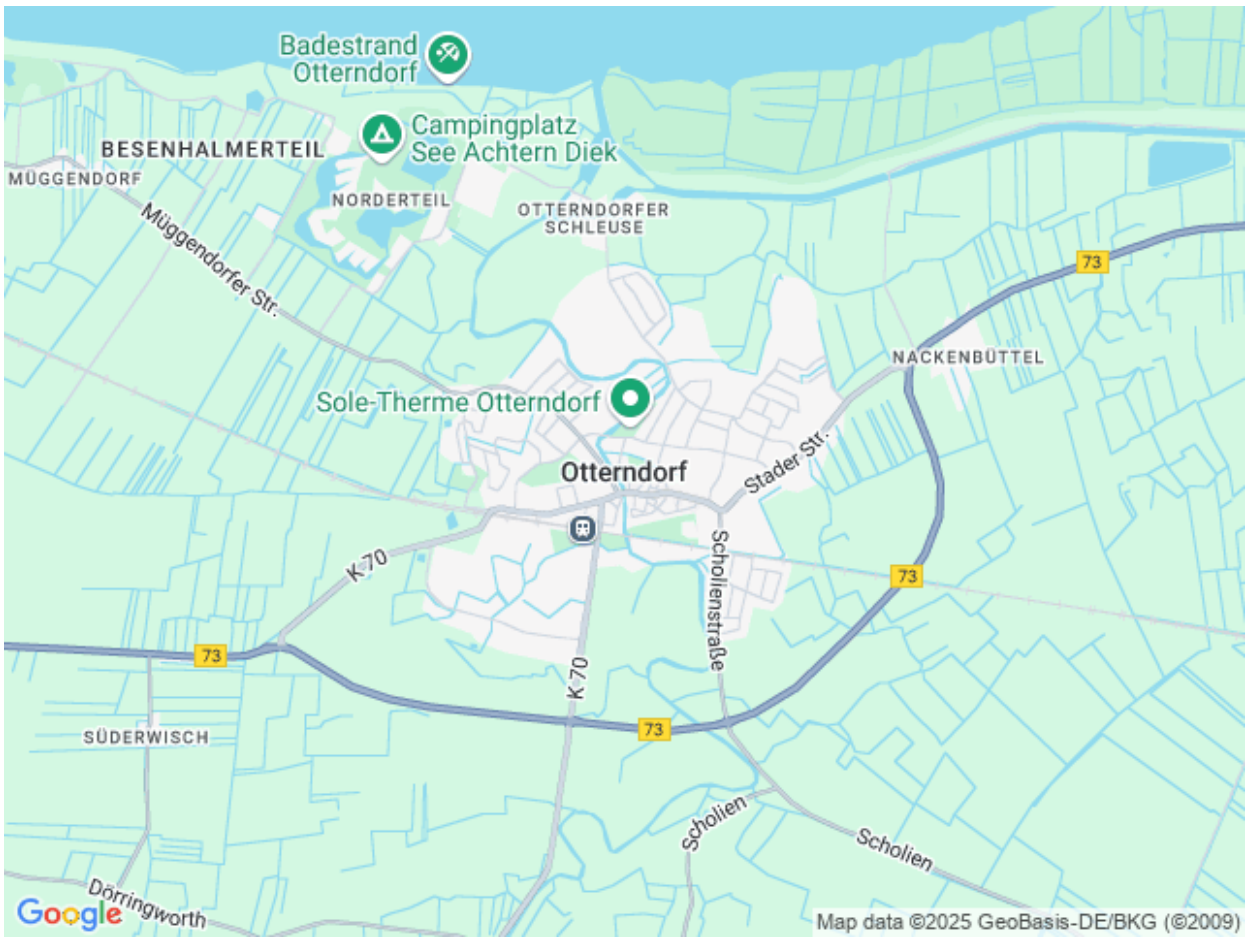 Badestrand
Otterndorf
Campingplatz
See Achtern Diek
BESENHALMERTEIL
MÜGGENDORF
NORDERTEIL
OTTERNDORFER
SCHLEUSE
Müggendorfer Str.
73
NACKENBÜTTEL
Sole-Therme Otterndorf
Otterndorf
Stader Str.
K 70
Scholienstraße
73
73
K 70
73
SÜDERWISCH
Scholien
Scholien
Dörringworth
Google
Map data ©2025 GeoBasis-DE/BKG (©2009)